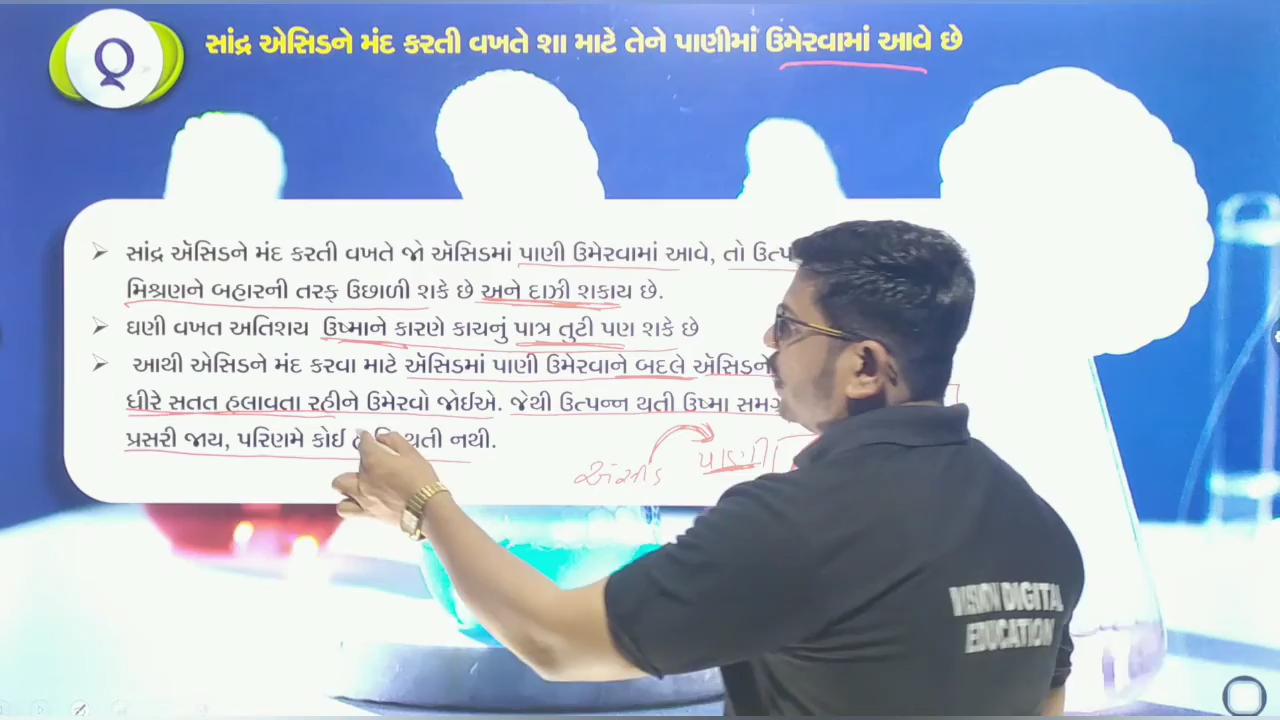 Q
સાંદ્ર એસિડને મંદ કરતી વખતે શા માટે તેને પાણીમાં ઉમેરવામાં આવે છે
➢ સાંદ્ર ઍસિડને મંદ કરતી વખતે જો ઍસિડમાં પાણી ઉમેરવામાં આવે, તો
મિશ્રણને બહારની તરફ ઉછાળી શકે છે અને દાઝી શકાય છે.
➢ ઘણી વખત અતિશય ઉષ્માને કારણે કાચનું પાત્ર તુટી પણ શકે છે
➢ આથી એસિડને મંદ કરવા માટે ઍસિડમાં પાણી ઉમેરવાને બદલે ઍસિડને
ધીરે સતત હલાવતા રહીને ઉમેરવો જોઈએ. જેથી ઉત્પન્ન થતી ઉષ્મા
પ્રસરી જાય, પરિણમે કોઈ થતી નથી.
પાણી
VISION DIGITAL
EDUCATION